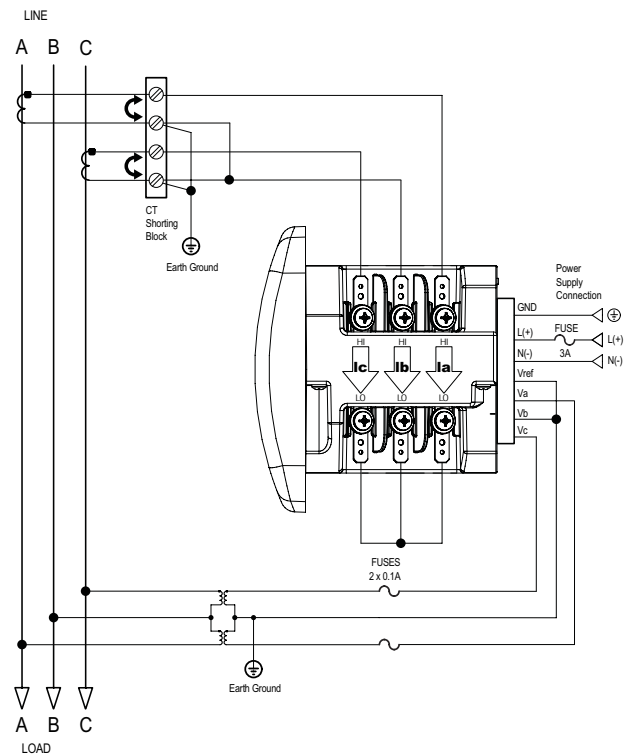 LINE
A B C
CT
Shorting
Block
Earth Ground
Power
Supply
Connection
GND
L(+)
FUSE
L(+)
N(-)
3A
N(-)
Vref
Va
Vb
Vc
HI HI HI
Ic Ib Ia
LO LO LO
FUSES
2 x 0.1A
Earth Ground
A B C
LOAD